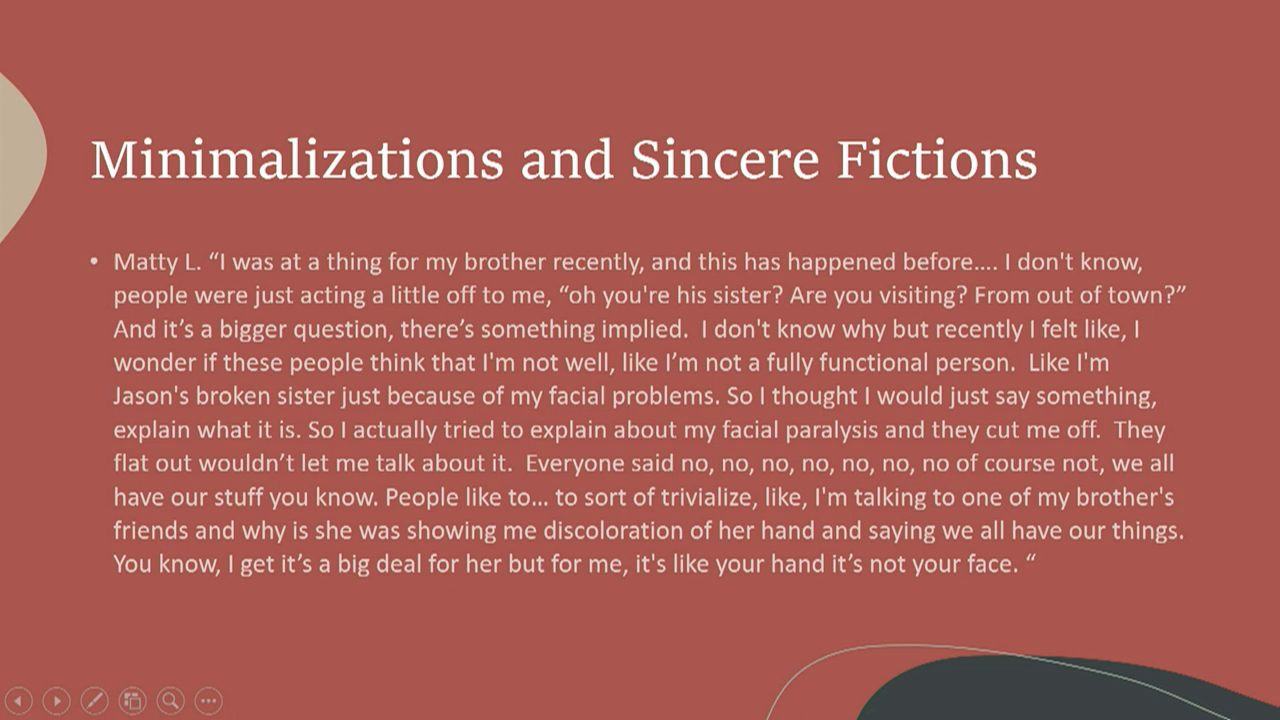 Minimalizations and Sincere Fictions
• Matty L. “I was at a thing for my brother recently, and this has happened before…. I don't know,
people were just acting a little off to me, “oh you're his sister? Are you visiting? From out of town?”
And it’s a bigger question, there’s something implied.  I don't know why but recently I felt like, I
wonder if these people think that I'm not well, like I’m not a fully functional person.  Like I'm
Jason's broken sister just because of my facial problems. So I thought I would just say something,
explain what it is. So I actually tried to explain about my facial paralysis and they cut me off.  They
flat out wouldn’t let me talk about it.  Everyone said no, no, no, no, no, no, no of course not, we all
have our stuff you know. People like to… to sort of trivialize, like, I'm talking to one of my brother's
friends and why is she was showing me discoloration of her hand and saying we all have our things.
You know, I get it’s a big deal for her but for me, it's like your hand it’s not your face. “